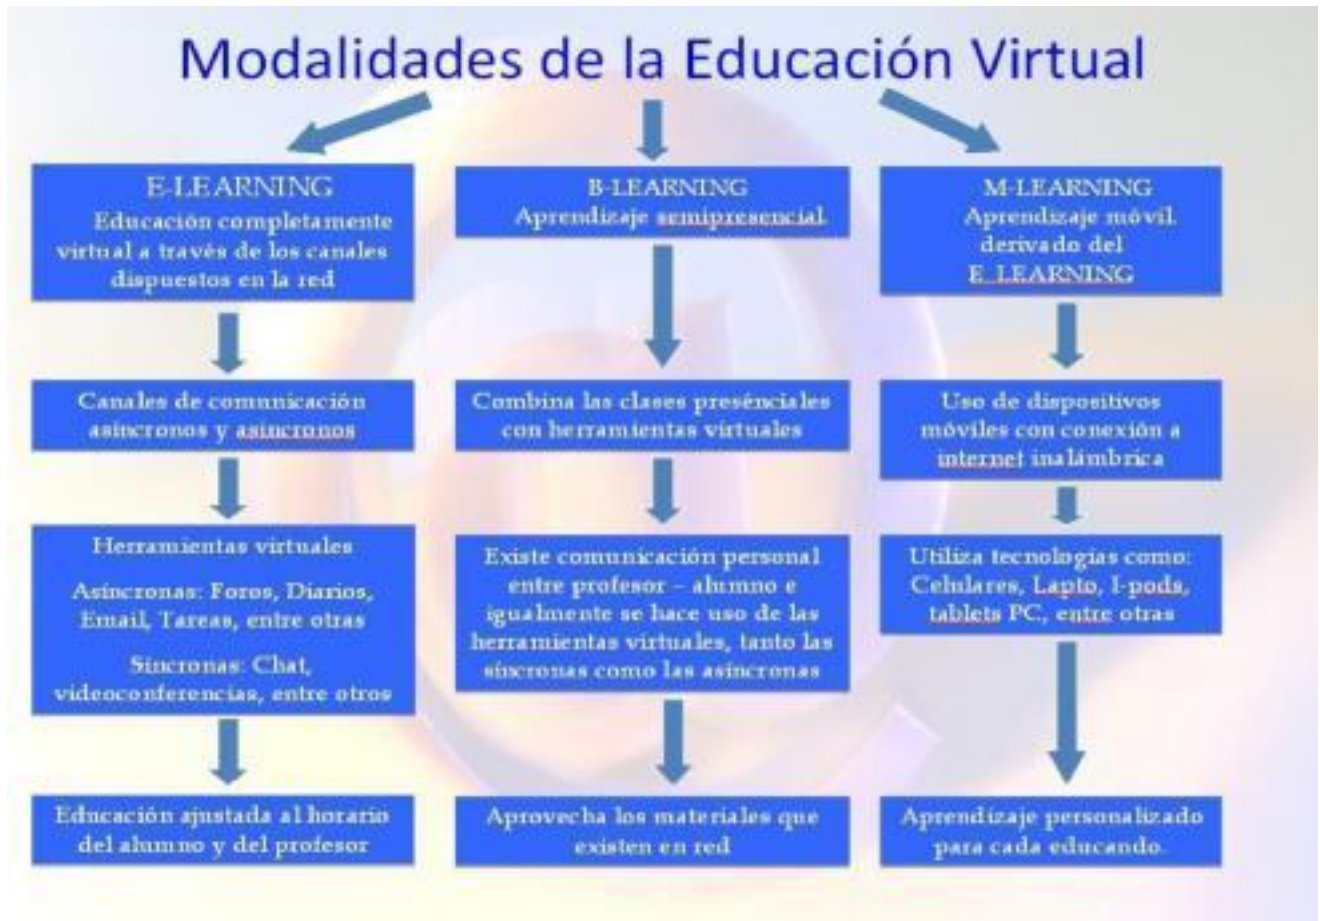 Modalidades de la Educación Virtual
E-LEARNING
Educación completamente
virtual a través de los canales
dispuestos en la red
Canales de comunicación
asíncronos y asíncronos
Herramientas virtuales
Asíncronas: Foros, Diarios,
Email, Tareas, entre otras
Síncronas: Chat,
videoconferencias, entre otros
Educación ajustada al horario
del alumno y del profesor
B-LEARNING
Aprendizaje semipresencial.
Combina las clases presénciales
con herramientas virtuales
Existe comunicación personal
entre profesor – alumno e
igualmente se hace uso de las
herramientas virtuales, tanto las
síncronas como las asíncronas
Aprovecha los materiales que
existen en red
M-LEARNING
Aprendizaje móvil.
derivado del
E_LEARNING
Uso de dispositivos
móviles con conexión a
internet inalámbrica
Utiliza tecnologías como:
Celulares, Lapto, I-pods,
tablets PC, entre otras
Aprendizaje personalizado
para cada educando.